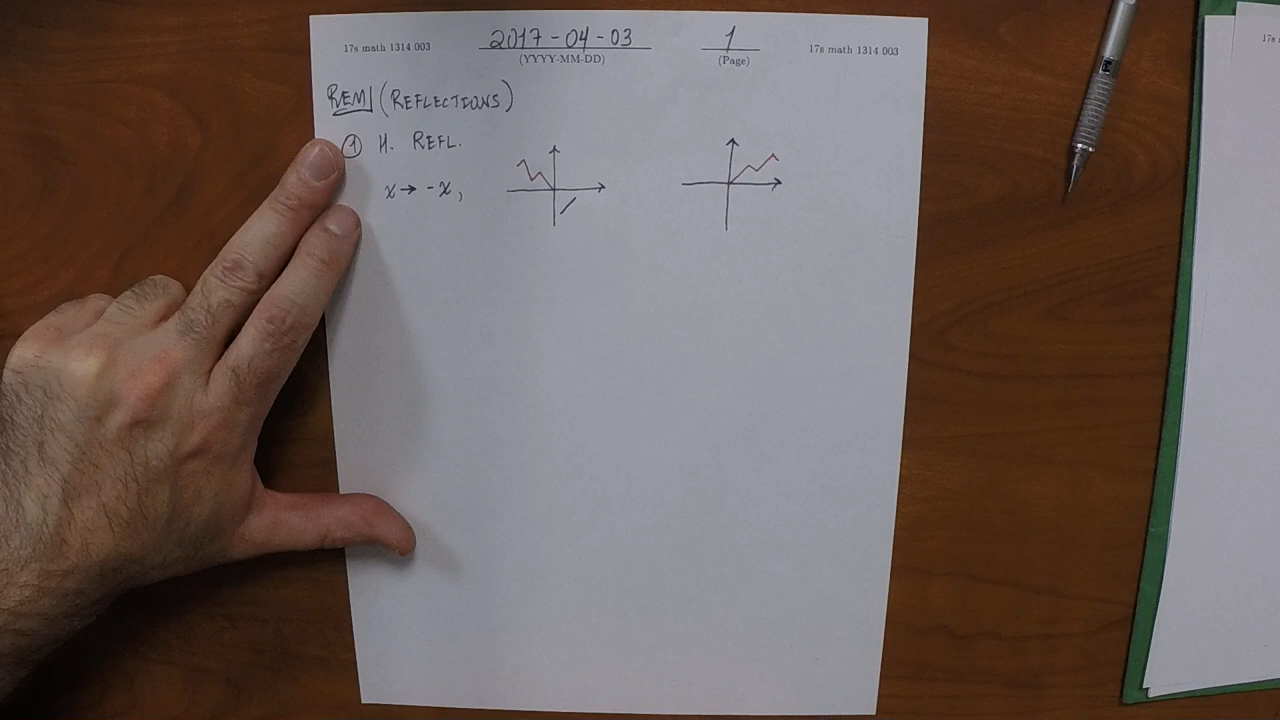 17s math 1314 003 2017-04-03 1 17s math 1314 003
(YYYY-MM-DD) (Page)
REM (REFLECTIONS)
① H. REFL.
x → -x,